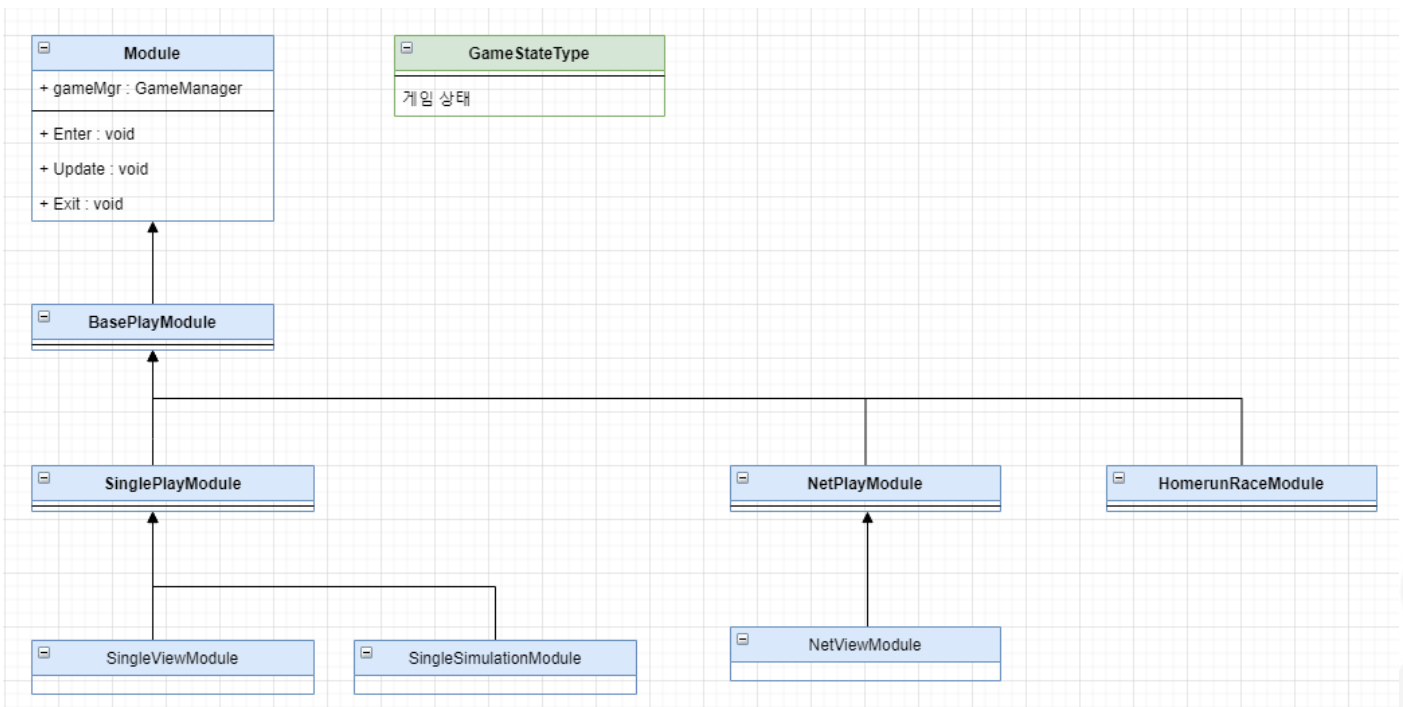 Module
+ gameMgr : GameManager
+ Enter : void
+ Update : void
+ Exit : void
GameStateType
게임 상태
BasePlayModule
SinglePlayModule
NetPlayModule
HomerunRaceModule
SingleViewModule
SingleSimulationModule
NetViewModule